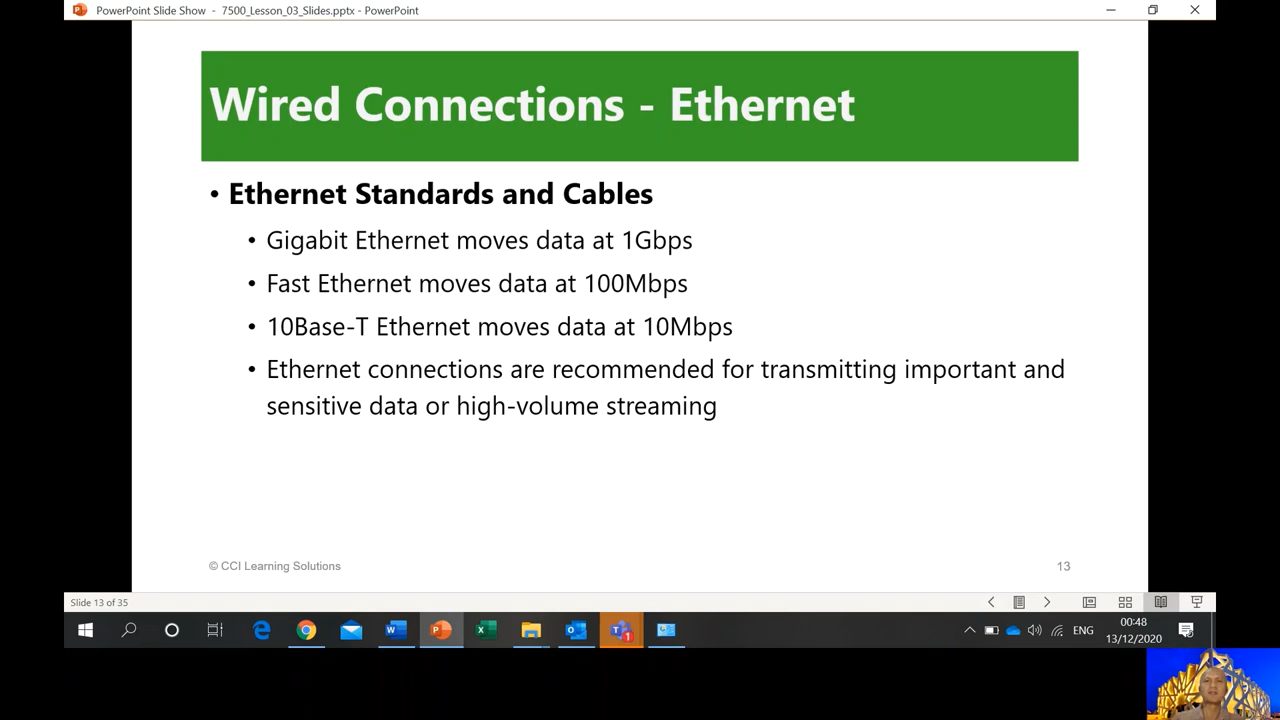 PowerPoint Slide Show - 7500_Lesson_03_Slides.pptx - PowerPoint
Wired Connections - Ethernet
• Ethernet Standards and Cables
• Gigabit Ethernet moves data at 1Gbps
• Fast Ethernet moves data at 100Mbps
• 10Base-T Ethernet moves data at 10Mbps
• Ethernet connections are recommended for transmitting important and
sensitive data or high-volume streaming
© CCI Learning Solutions
13
Slide 13 of 35
ENG
00:48
13/12/2020